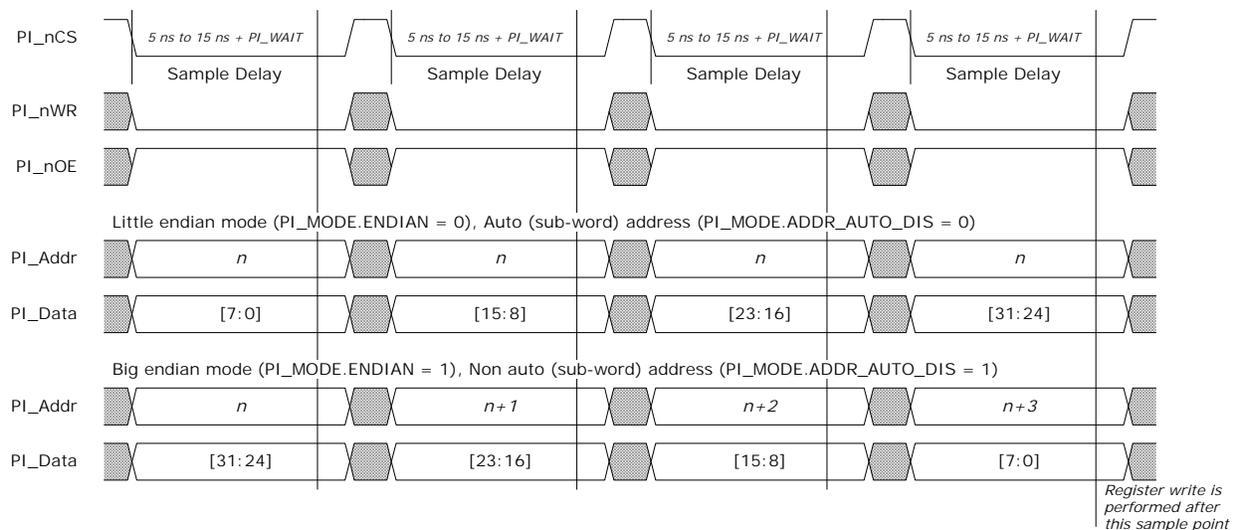 PI_nCS 5 ns to 15 ns + PI_WAIT 5 ns to 15 ns + PI_WAIT 5 ns to 15 ns + PI_WAIT 5 ns to 15 ns + PI_WAIT
Sample Delay Sample Delay Sample Delay Sample Delay
PI_nWR
PI_nOE
Little endian mode (PI_MODE.ENDIAN = 0), Auto (sub-word) address (PI_MODE.ADDR_AUTO_DIS = 0)
PI_Addr n n n n
PI_Data [7:0] [15:8] [23:16] [31:24]
Big endian mode (PI_MODE.ENDIAN = 1), Non auto (sub-word) address (PI_MODE.ADDR_AUTO_DIS = 1)
PI_Addr n n+1 n+2 n+3
PI_Data [31:24] [23:16] [15:8] [7:0]
Register write is
performed after
this sample point